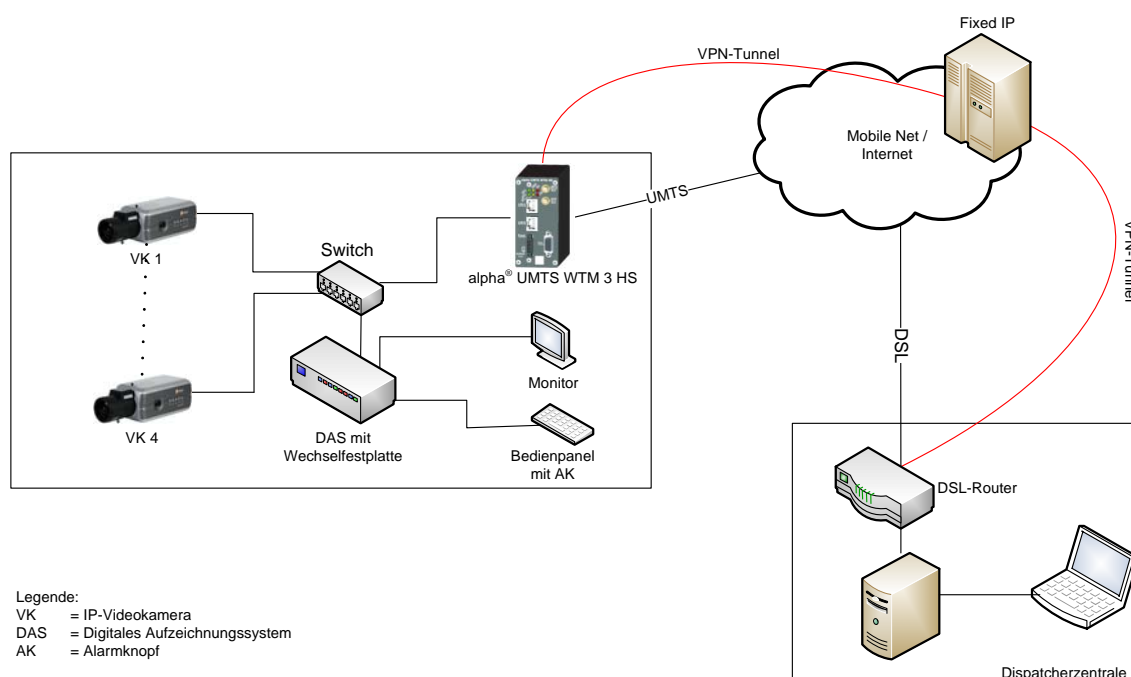 Fixed IP
VPN-Tunnel
Mobile Net /
Internet
UMTS
VK 1
Switch
alpha® UMTS WTM 3 HS
VPN-Tunnel
DSL
Monitor
VK 4
DAS mit
Wechselfestplatte
Bedienpanel
mit AK
DSL-Router
Legende:
VK = IP-Videokamera
DAS = Digitales Aufzeichnungssystem
AK = Alarmknopf
Dispatcherzentrale